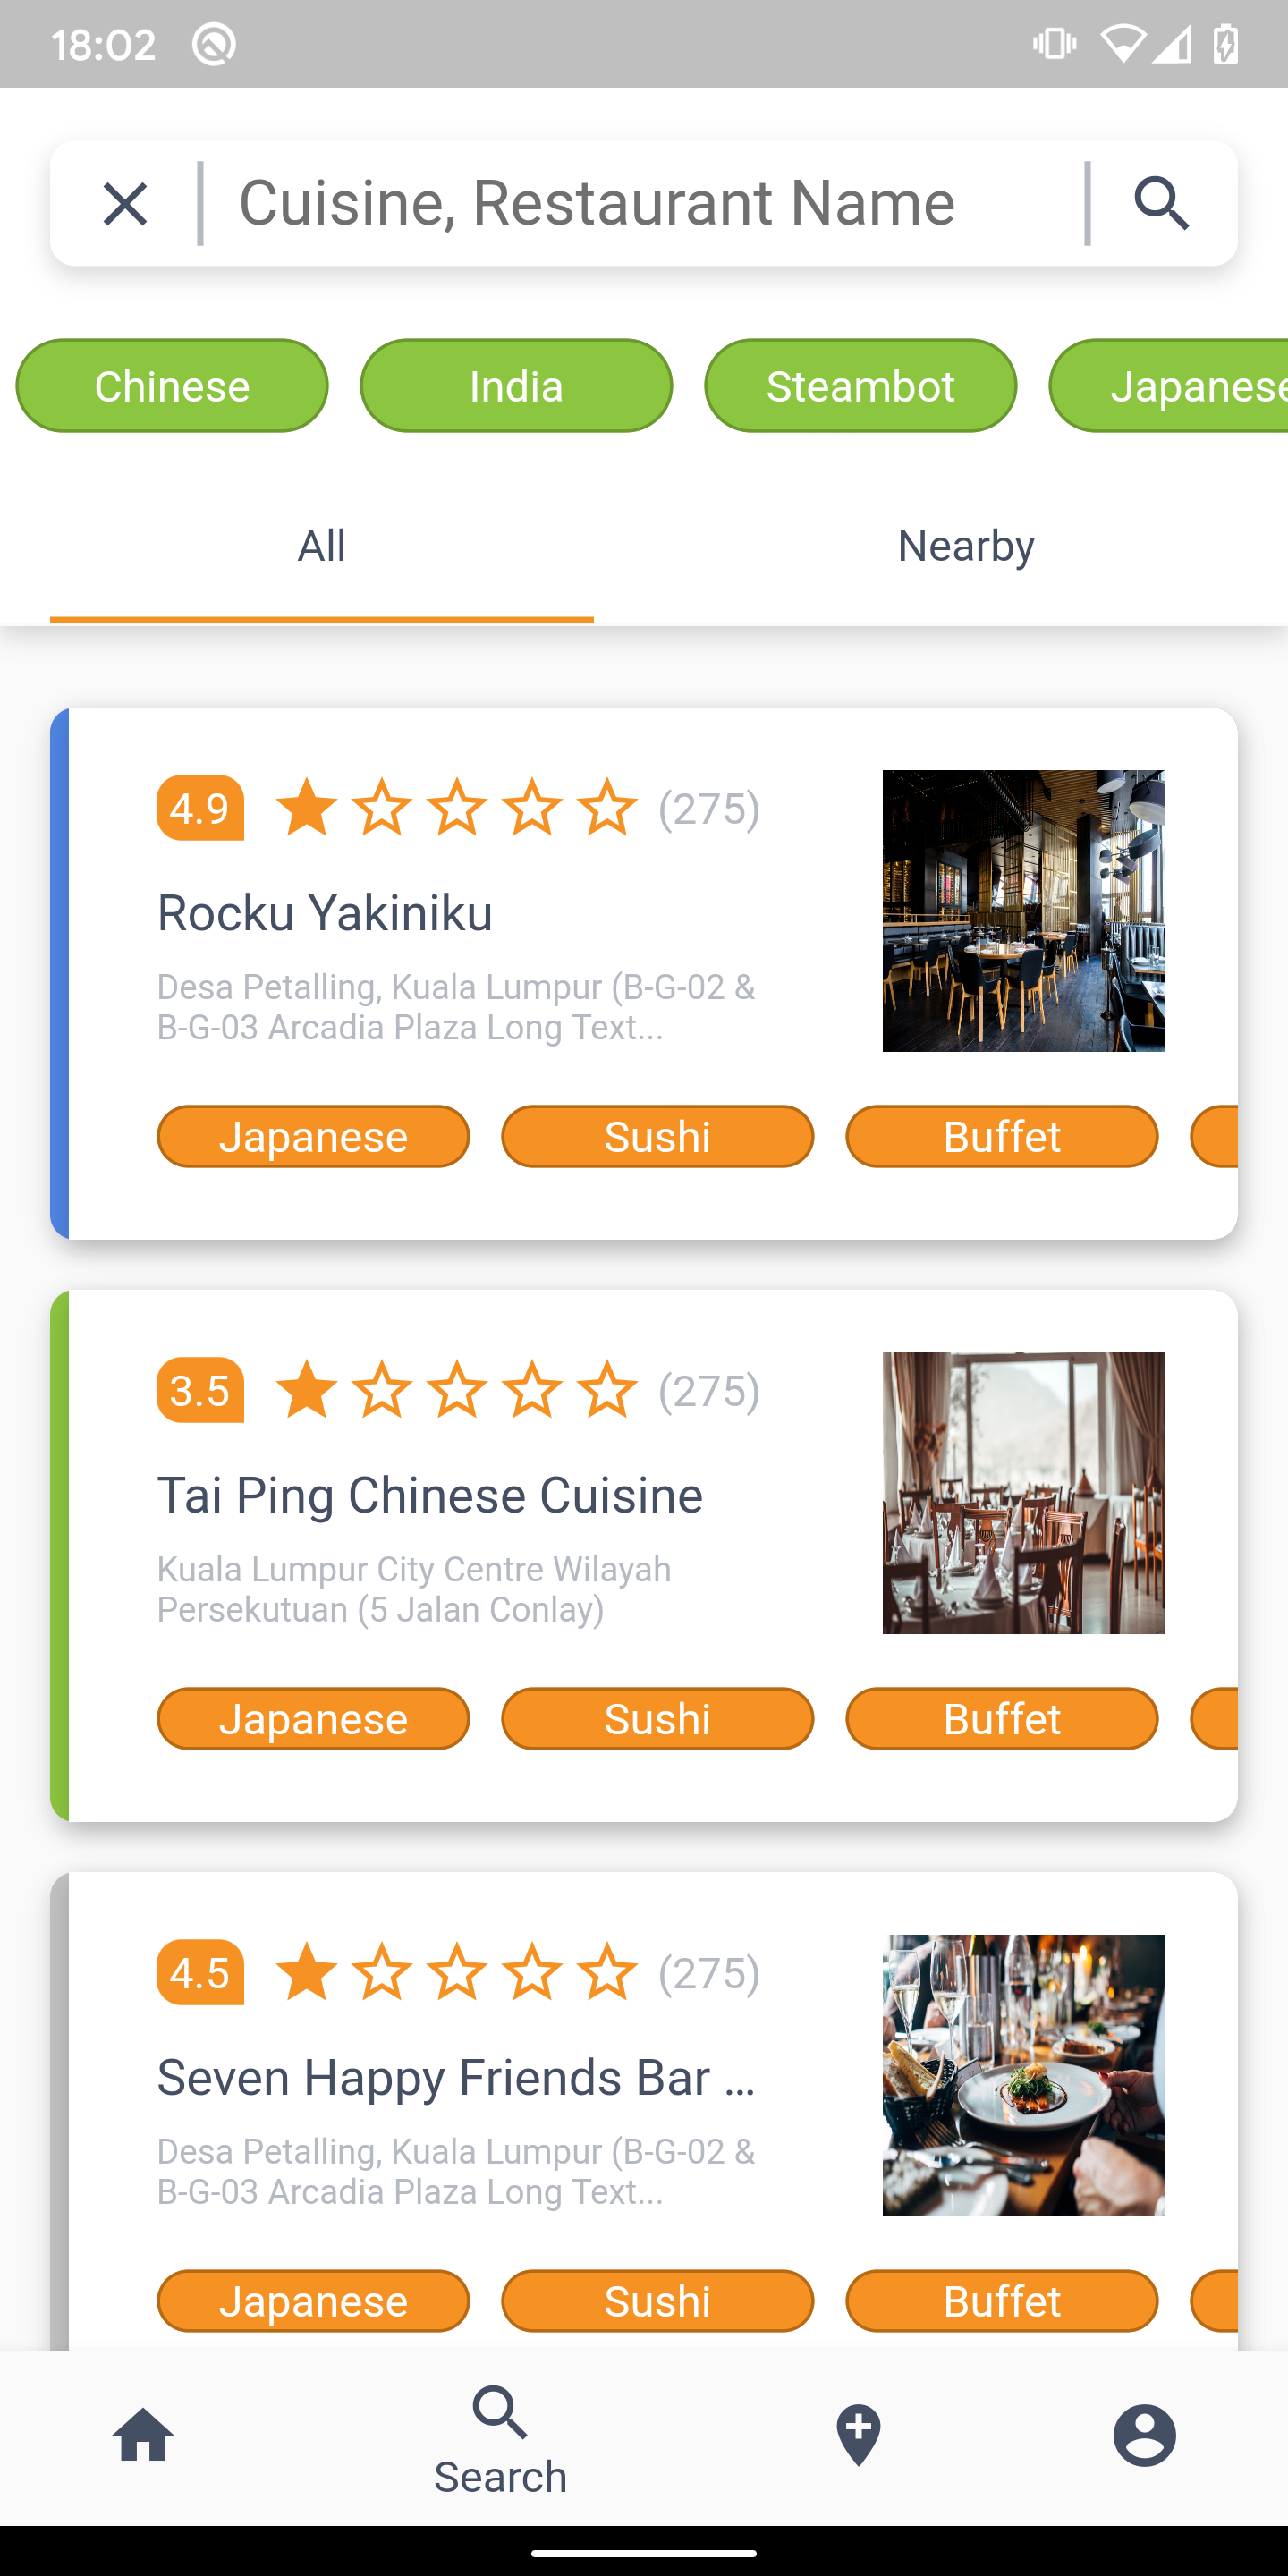 18:02
Cuisine, Restaurant Name
Chinese India Steambot Japanese
All Nearby
4.9 (275)
Rocku Yakiniku
Desa Petalling, Kuala Lumpur (B-G-02 &
B-G-03 Arcadia Plaza Long Text...
Japanese Sushi Buffet
3.5 (275)
Tai Ping Chinese Cuisine
Kuala Lumpur City Centre Wilayah
Persekutuan (5 Jalan Conlay)
Japanese Sushi Buffet
4.5 (275)
Seven Happy Friends Bar ...
Desa Petalling, Kuala Lumpur (B-G-02 &
B-G-03 Arcadia Plaza Long Text...
Japanese Sushi Buffet
Search